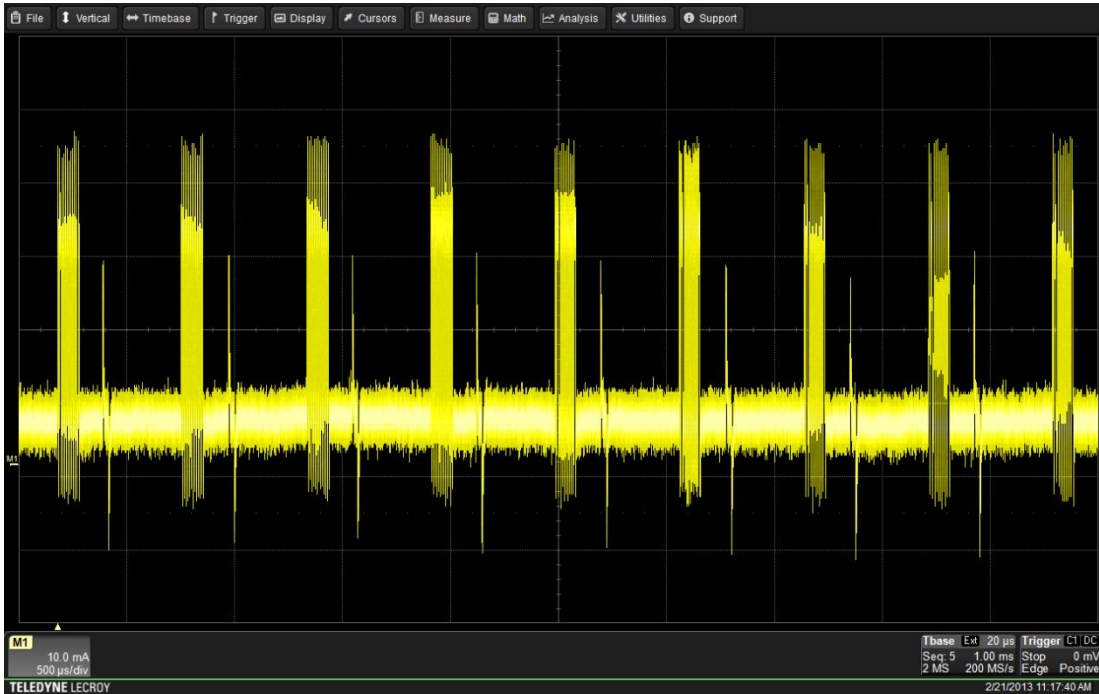 File Vertical Timebase Trigger Display Cursors Measure Math Analysis Utilities Support
M1
M1
10.0 mA
500 µs/div
Tbase Ext 20 µs
Seq: 5 1.00 ms
2 MS 200 MS/s
Trigger C1 DC
Stop 0 mV
Edge Positive
TELEDYNE LECROY
2/21/2013 11:17:40 AM